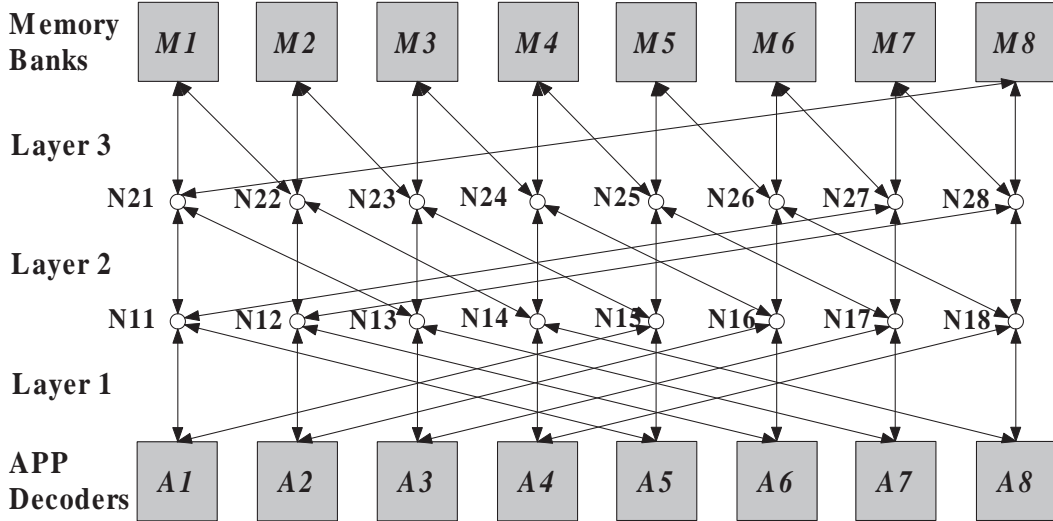 Memory Banks
M1 M2 M3 M4 M5 M6 M7 M8
Layer 3
N21 N22 N23 N24 N25 N26 N27 N28
Layer 2
N11 N12 N13 N14 N15 N16 N17 N18
Layer 1
APP Decoders
A1 A2 A3 A4 A5 A6 A7 A8